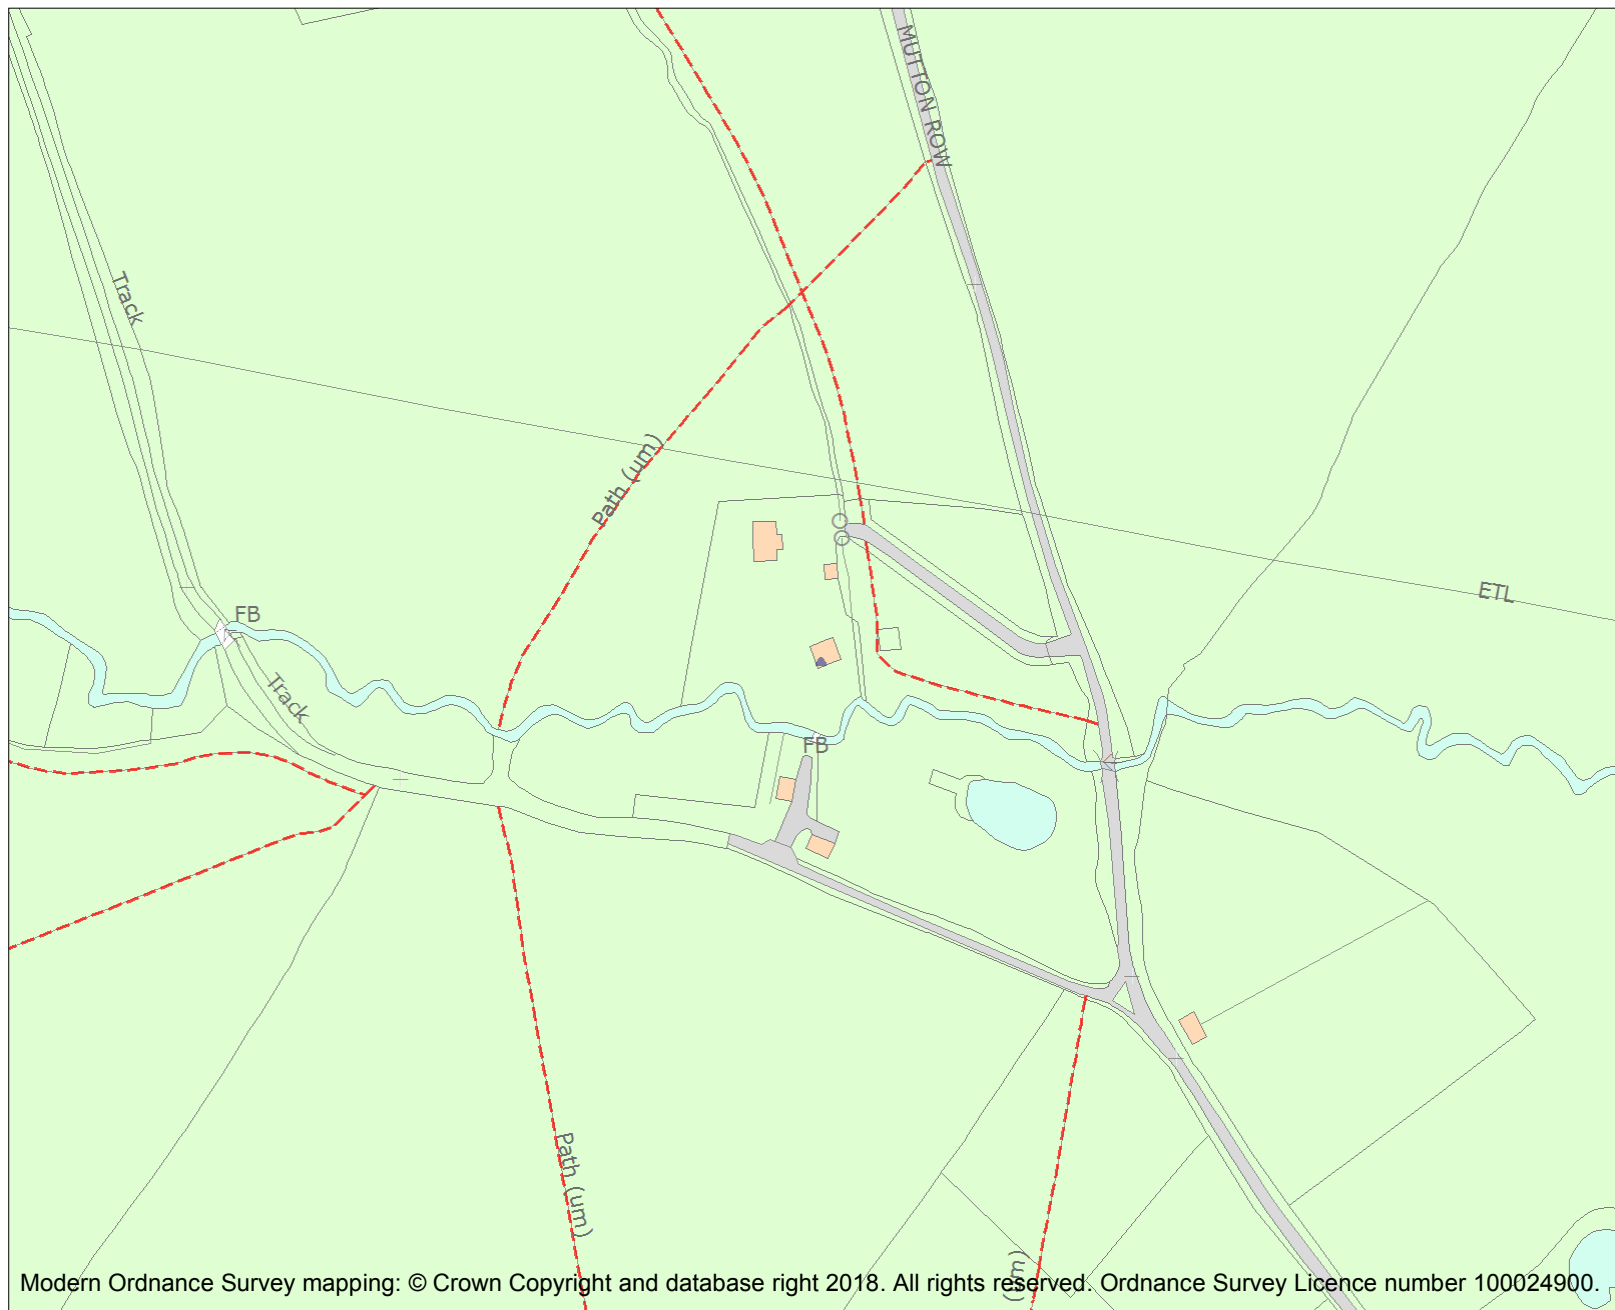 MUTTON ROW
Track
Path (um)
ETL
FB
Track
FB
Path (um)
(um)
Modern Ordnance Survey mapping: © Crown Copyright and database right 2018. All rights reserved. Ordnance Survey Licence number 100024900.